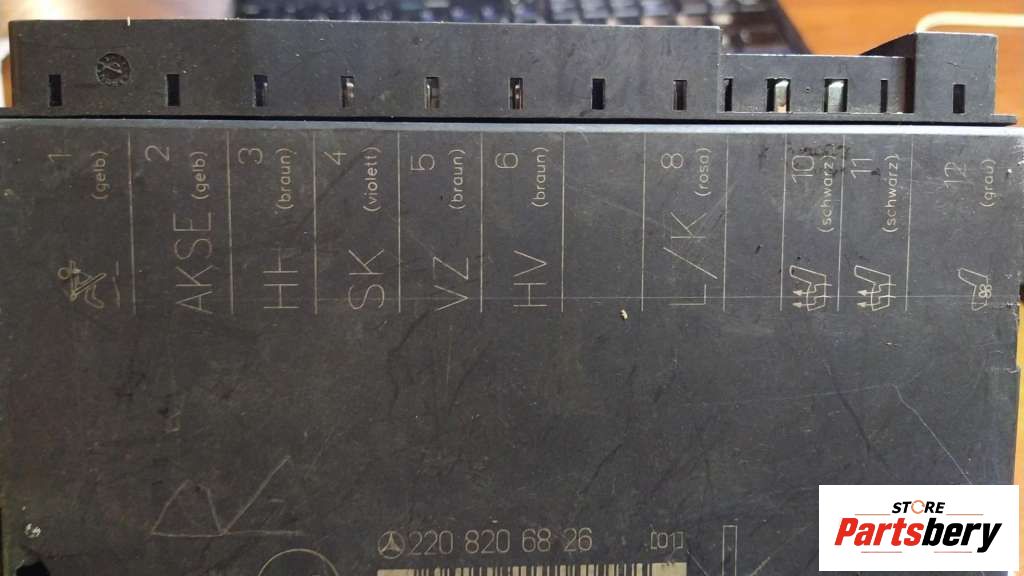 1 (gelb)
2 AKSE (gelb)
3 HH (braun)
4 SK (violett)
5 VZ (braun)
6 HV (braun)
8 L/K (rosa)
10 (schwarz)
11 (schwarz)
12 (grau)
R
220 820 68 26 [01]
STORE
Partsbery